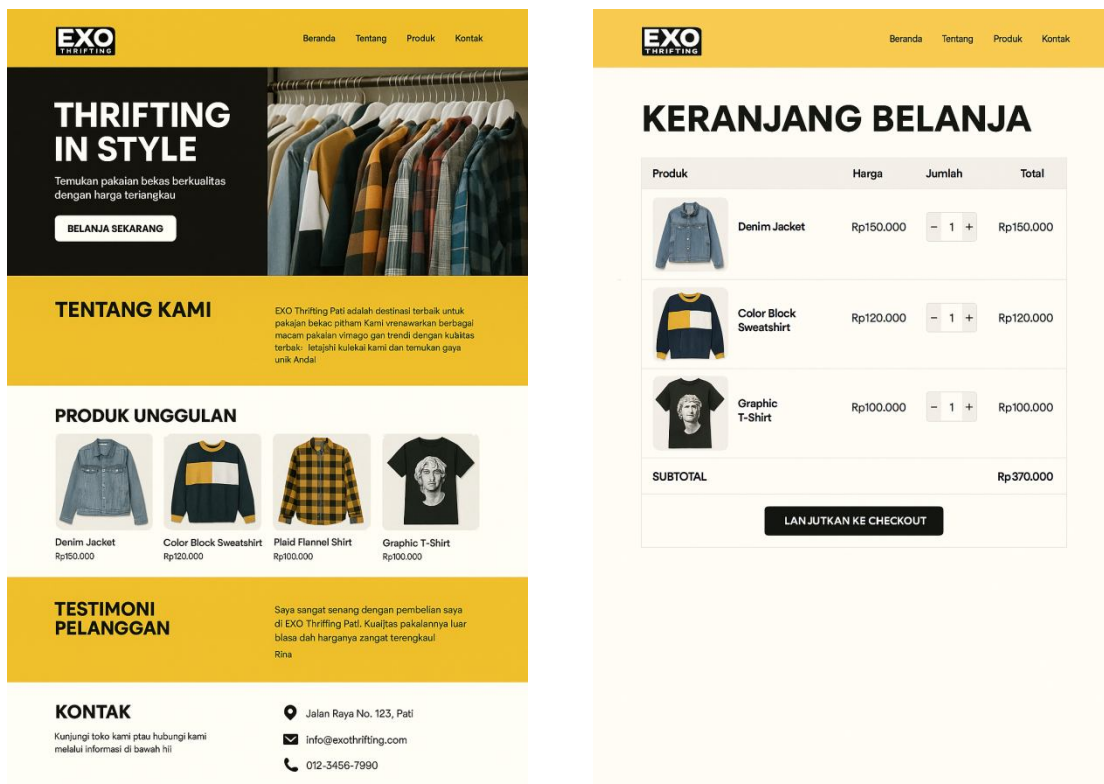 EXO
THRIFTING
Beranda Tentang Produk Kontak
THRIFTING
IN STYLE
Temukan pakaian bekas berkualitas
dengan harga teriangkau
BELANJA SEKARANG
TENTANG KAMI
EXO Thrifting Pati adalah destinasi terbaik untuk
pakajan bekac pitham Kami vrenawarkan berbagai
macam pakalan vimago gan trendi dengan kualitas
terbak: letajshi kulekai kami dan temukan gaya
unik Andal
PRODUK UNGGULAN
Denim Jacket
Rp150.000
Color Block Sweatshirt
Rp120.000
Plaid Flannel Shirt
Rp100.000
Graphic T-Shirt
Rp100.000
TESTIMONI
PELANGGAN
Saya sangat senang dengan pembelian saya
di EXO Thriffing Patl. Kuaijtas pakalannya luar
blasa dah harganya zangat terengkaul
Rina
KONTAK
Kunjungi toko kami ptau hubungi kami
melalui informasi di bawah hii
Jalan Raya No. 123, Pati
info@exothrifting.com
012-3456-7990
EXO
THRIFTING
Beranda Tentang Produk Kontak
KERANJANG BELANJA
Produk Harga Jumlah Total
Denim Jacket Rp150.000 − 1 + Rp150.000
Color Block
Sweatshirt
Rp120.000 − 1 + Rp120.000
Graphic
T-Shirt
Rp100.000 − 1 + Rp100.000
SUBTOTAL Rp370.000
LANJUTKAN KE CHECKOUT